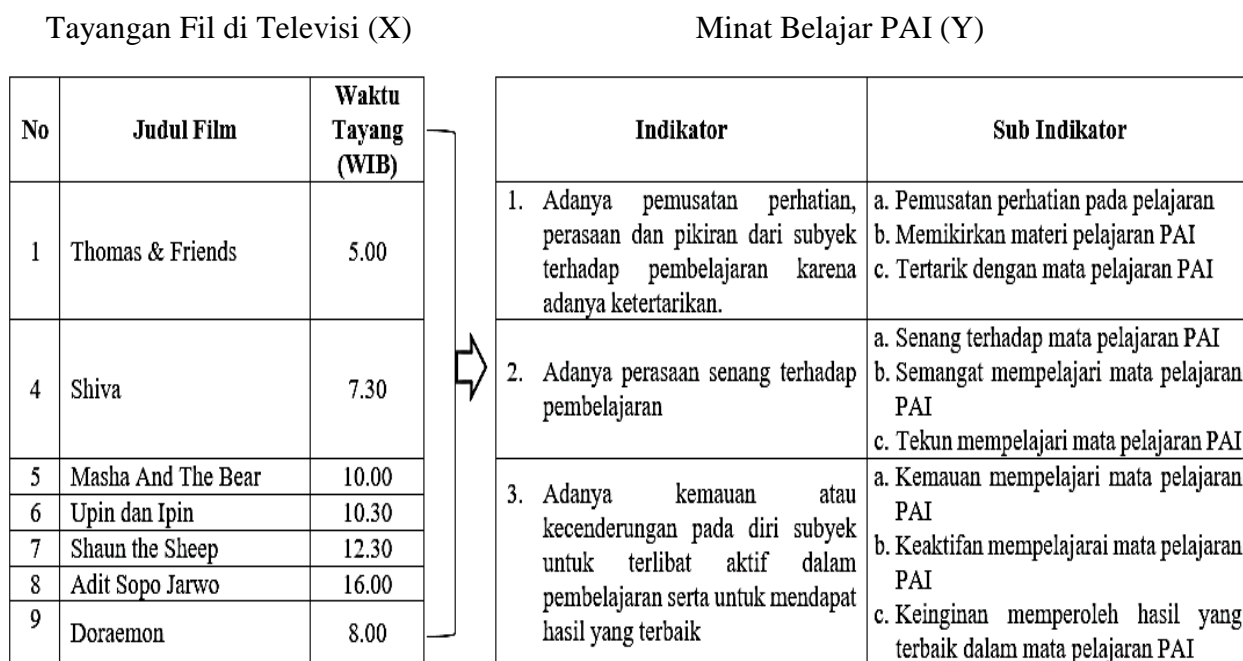 Tayangan Fil di Televisi (X)
Minat Belajar PAI (Y)
No
Judul Film
Waktu
Tayang
(WIB)
1
Thomas & Friends
5.00
4
Shiva
7.30
5
Masha And The Bear
10.00
6
Upin dan Ipin
10.30
7
Shaun the Sheep
12.30
8
Adit Sopo Jarwo
16.00
9
Doraemon
8.00
Indikator
Sub Indikator
1. Adanya pemusatan perhatian,
perasaan dan pikiran dari subyek
terhadap pembelajaran karena
adanya ketertarikan.
a. Pemusatan perhatian pada pelajaran
b. Memikirkan materi pelajaran PAI
c. Tertarik dengan mata pelajaran PAI
2. Adanya perasaan senang terhadap
pembelajaran
a. Senang terhadap mata pelajaran PAI
b. Semangat mempelajari mata pelajaran
PAI
c. Tekun mempelajari mata pelajaran PAI
3. Adanya kemauan atau
kecenderungan pada diri subyek
untuk terlibat aktif dalam
pembelajaran serta untuk mendapat
hasil yang terbaik
a. Kemauan mempelajari mata pelajaran
PAI
b. Keaktifan mempelajarai mata pelajaran
PAI
c. Keinginan memperoleh hasil yang
terbaik dalam mata pelajaran PAI